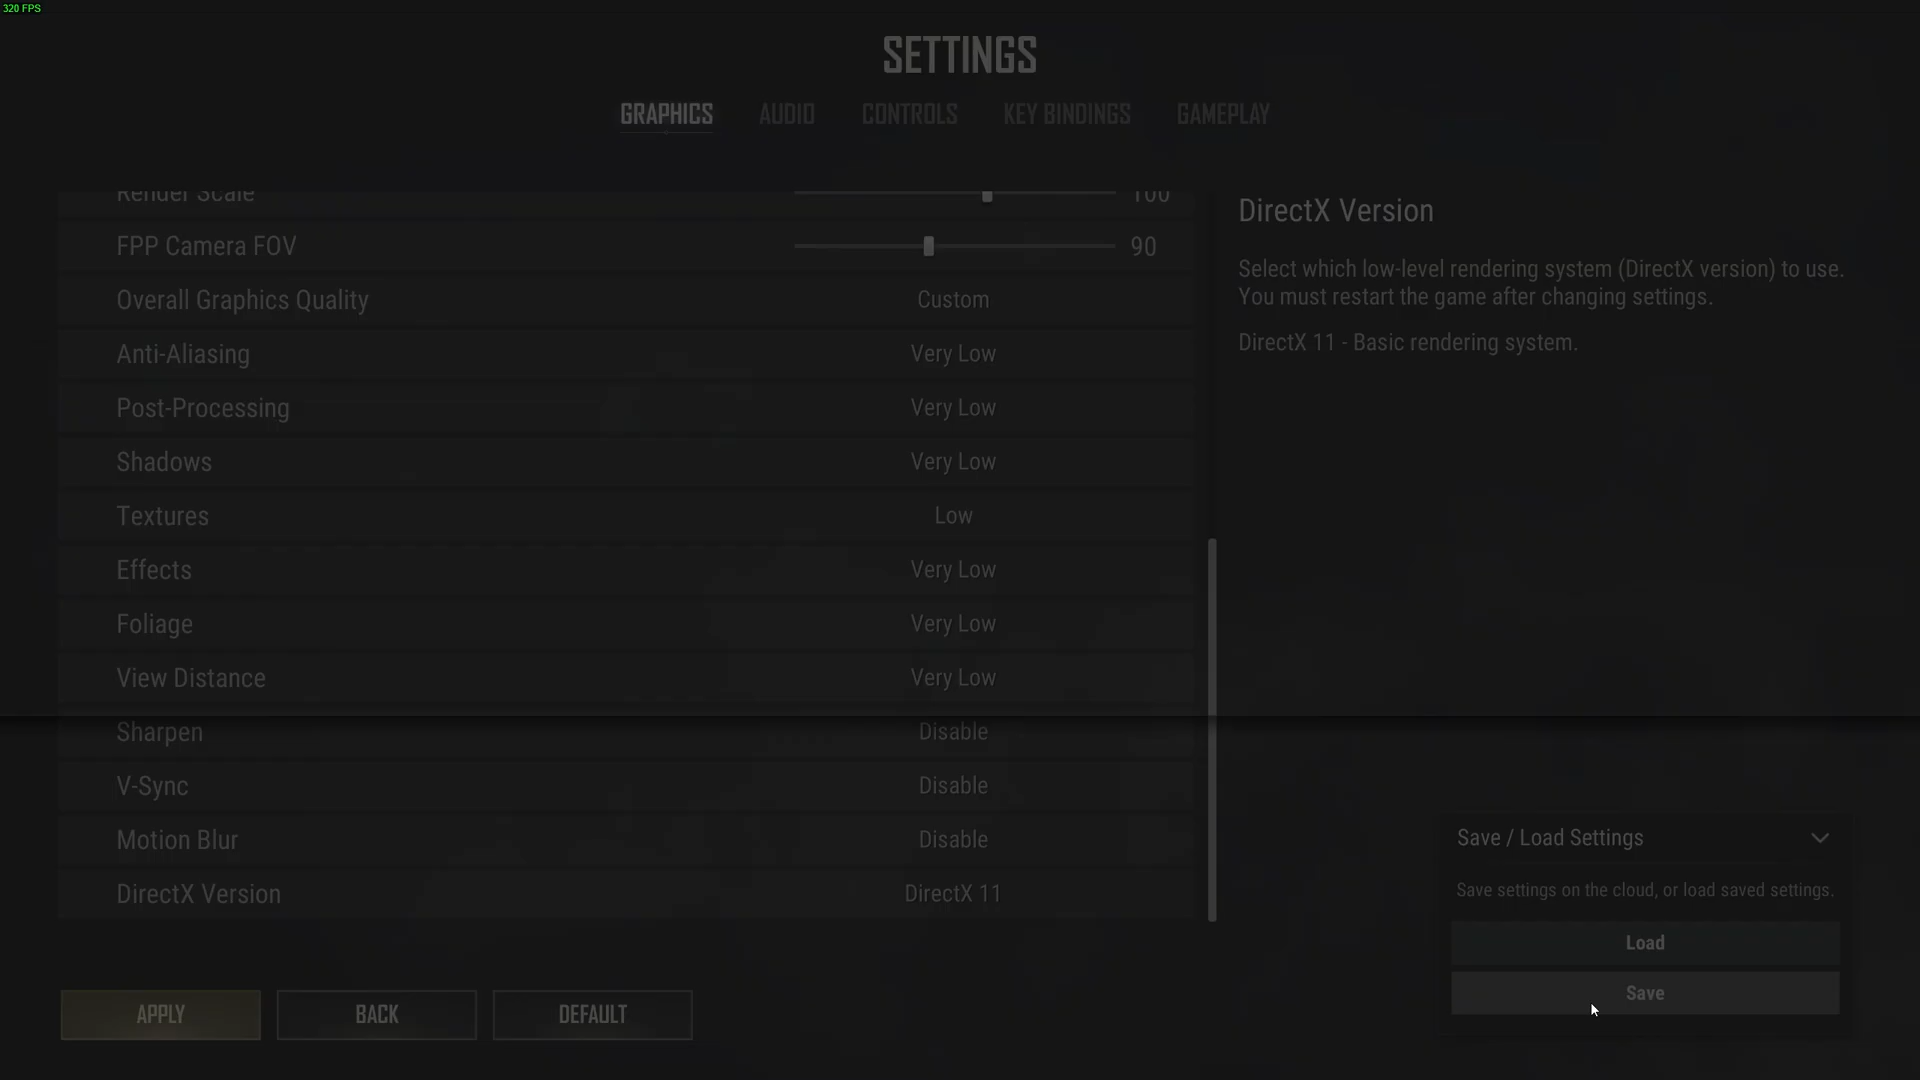 320 FPS
SETTINGS
GRAPHICS AUDIO CONTROLS KEY BINDINGS GAMEPLAY
Render Scale 100
FPP Camera FOV 90
Overall Graphics Quality Custom
Anti-Aliasing Very Low
Post-Processing Very Low
Shadows Very Low
Textures Low
Effects Very Low
Foliage Very Low
View Distance Very Low
Sharpen Disable
V-Sync Disable
Motion Blur Disable
DirectX Version DirectX 11
DirectX Version
Select which low-level rendering system (DirectX version) to use.
You must restart the game after changing settings.
DirectX 11 - Basic rendering system.
Save / Load Settings
Save settings on the cloud, or load saved settings.
Load
Save
APPLY BACK DEFAULT